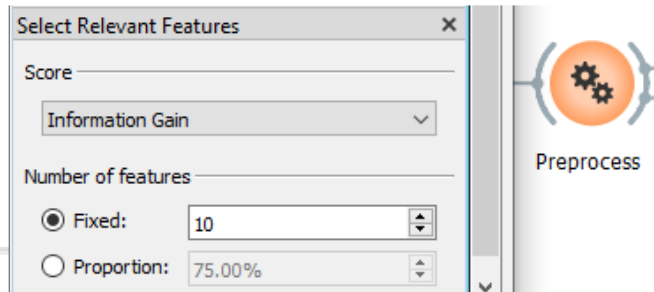 Select Relevant Features
Score
Information Gain
Number of features
Fixed: 10
Proportion: 75.00%
Preprocess